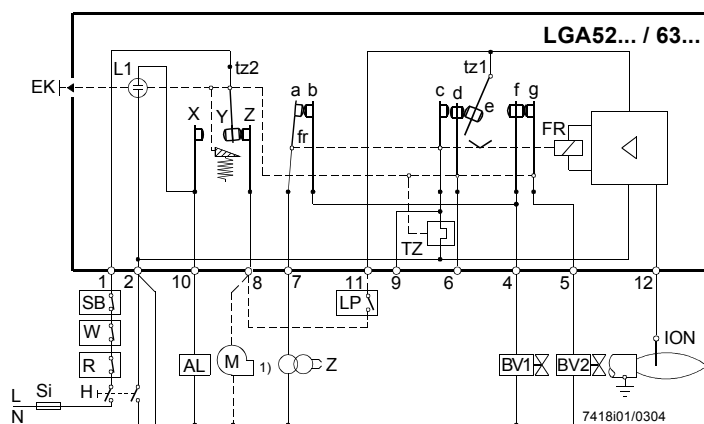 LGA52... / 63...
EK
L1
tz2
tz1
X
Y
Z
a
b
fr
c
d
e
f
g
FR
TZ
1
2
10
8
7
11
9
6
4
5
12
SB
W
R
H
LP
AL
M
1)
Z
BV1
BV2
ION
L
Si
N
7418i01/0304